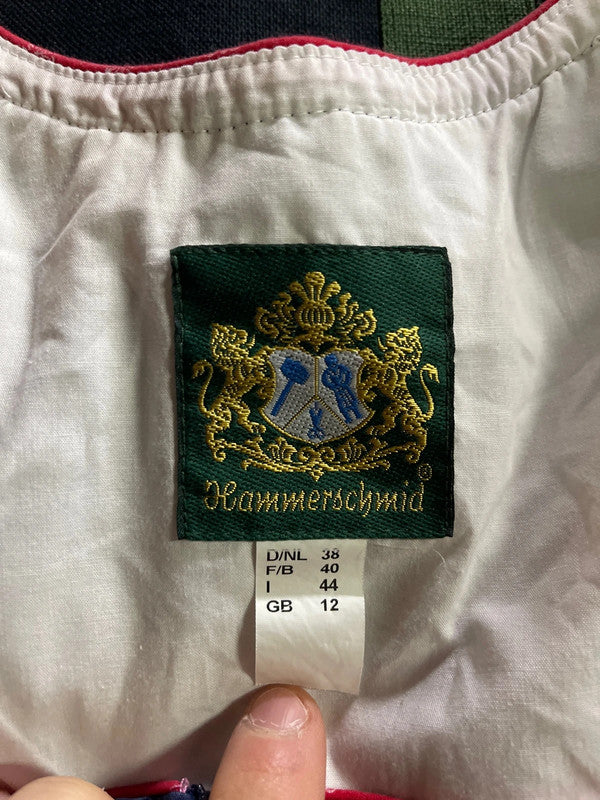 ©
Hammerschmid
D/NL 38
F/B 40
I 44
GB 12